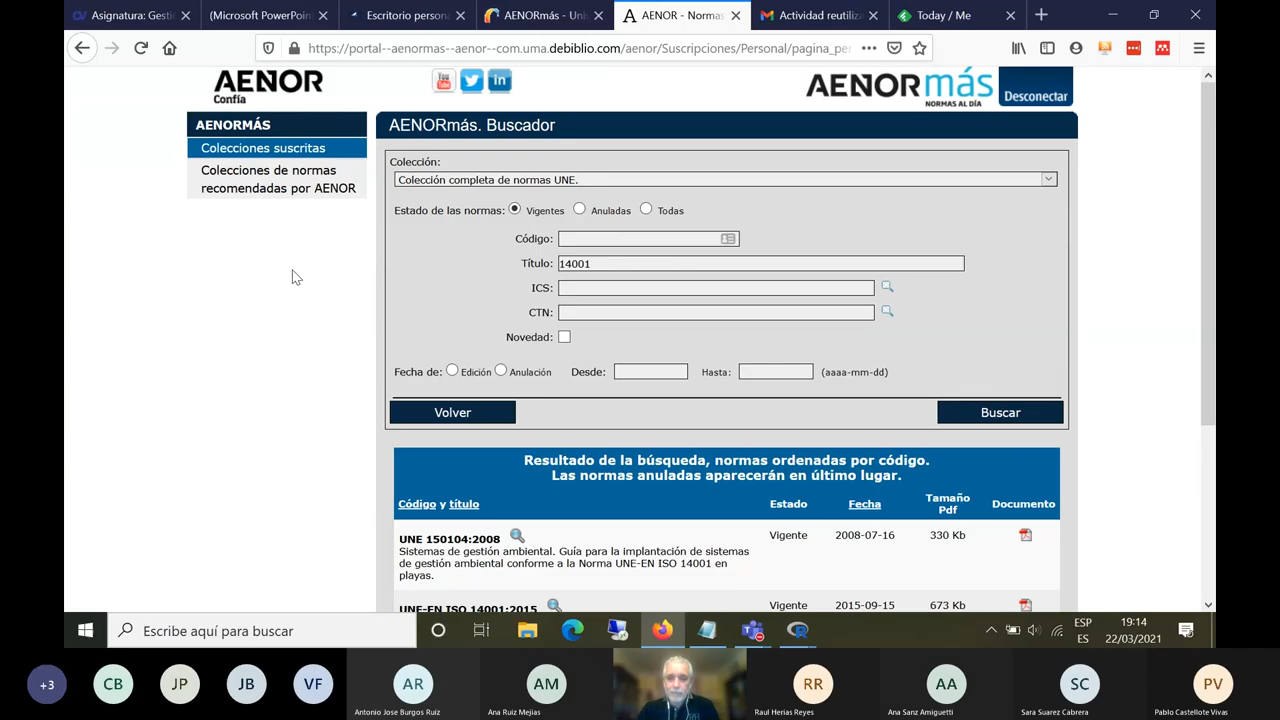 Asignatura: Gesti
(Microsoft PowerPoin
Escritorio persona
AENORmás - Uni
AENOR - Normas
Actividad reutiliza
Today / Me
https://portal--aenormas--aenor--com.uma.debiblio.com/aenor/Suscripciones/Personal/pagina_pe
AENOR
Confía
You
in
AENORmás
NORMAS AL DÍA
Desconectar
AENORMÁS
Colecciones suscritas
Colecciones de normas
recomendadas por AENOR
AENORmás. Buscador
Colección:
Colección completa de normas UNE.
Estado de las normas: Vigentes Anuladas Todas
Código:
Título: 14001
ICS:
CTN:
Novedad:
Fecha de: Edición Anulación Desde: Hasta: (aaaa-mm-dd)
Volver
Buscar
Resultado de la búsqueda, normas ordenadas por código.
Las normas anuladas aparecerán en último lugar.
Código y título Estado Fecha Tamaño Pdf Documento
UNE 150104:2008 Vigente 2008-07-16 330 Kb
Sistemas de gestión ambiental. Guía para la implantación de sistemas
de gestión ambiental conforme a la Norma UNE-EN ISO 14001 en
playas.
UNE-EN ISO 14001:2015 Vigente 2015-09-15 673 Kb
Escribe aquí para buscar
ESP
ES
19:14
22/03/2021
+3
CB
JP
JB
VF
AR
Antonio Jose Burgos Ruiz
AM
Ana Ruiz Mejias
RR
Raul Herias Reyes
AA
Ana Sanz Amiguetti
SC
Sara Suarez Cabrera
PV
Pablo Castellote Vivas